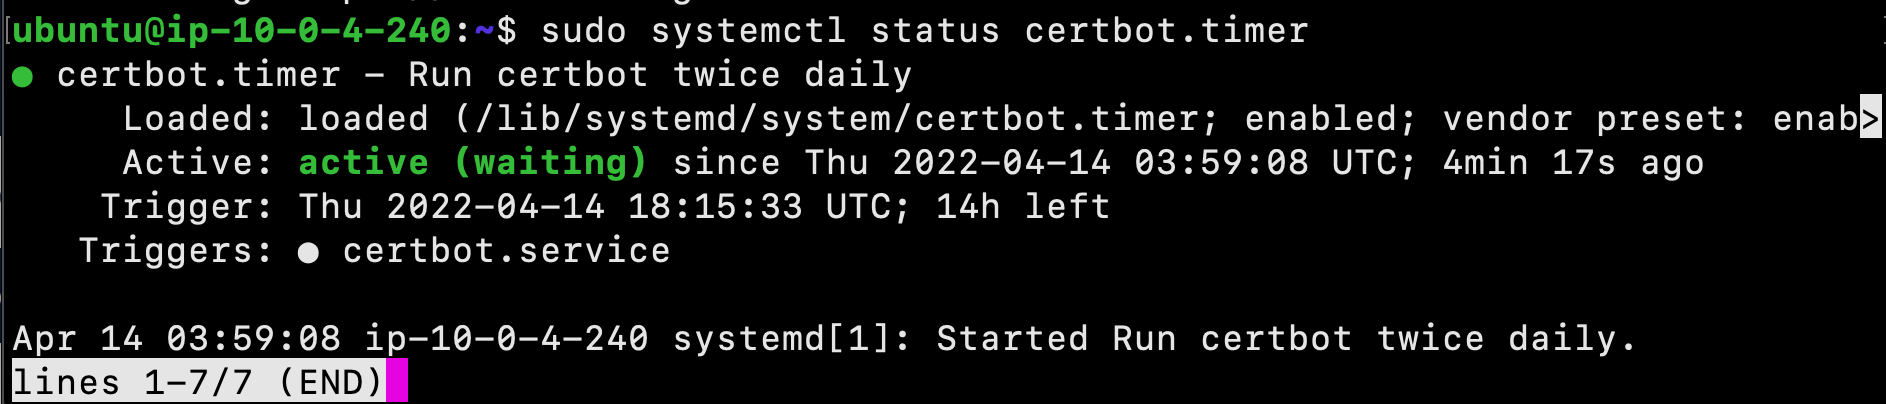 ubuntu@ip-10-0-4-240:~$ sudo systemctl status certbot.timer
● certbot.timer - Run certbot twice daily
Loaded: loaded (/lib/systemd/system/certbot.timer; enabled; vendor preset: enab>
Active: active (waiting) since Thu 2022-04-14 03:59:08 UTC; 4min 17s ago
Trigger: Thu 2022-04-14 18:15:33 UTC; 14h left
Triggers: ● certbot.service
Apr 14 03:59:08 ip-10-0-4-240 systemd[1]: Started Run certbot twice daily.
lines 1-7/7 (END)